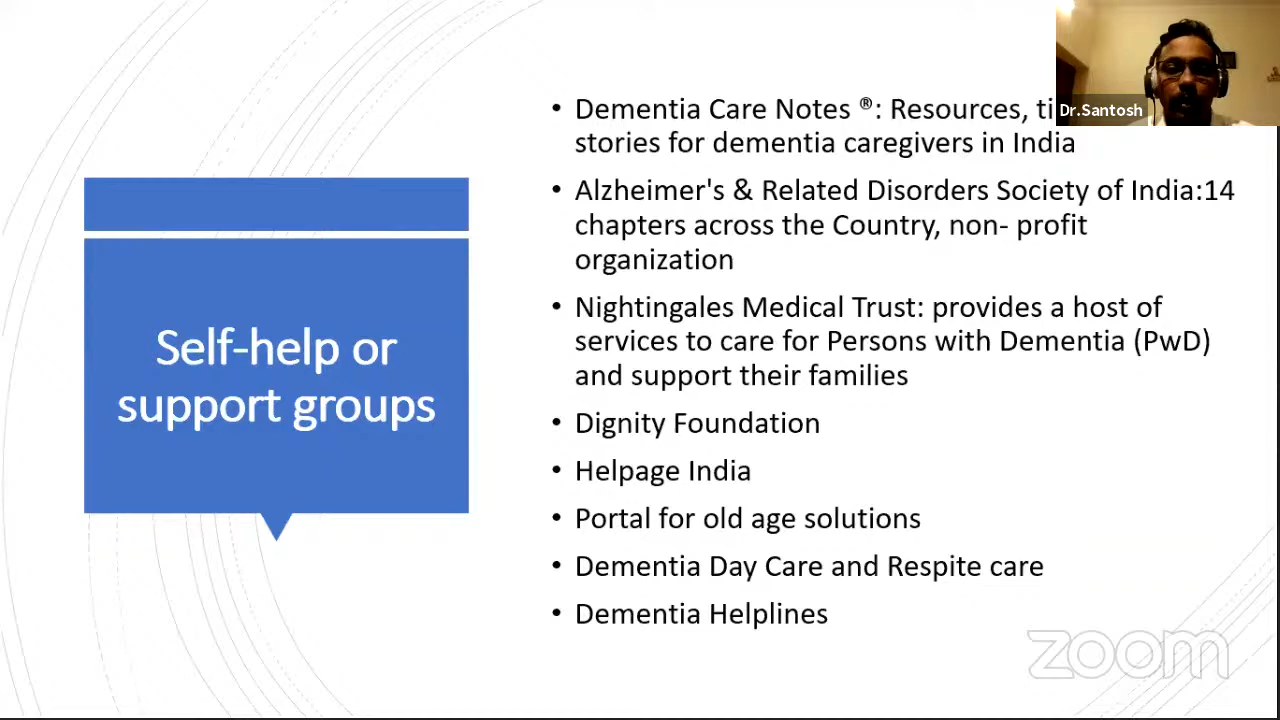 Self-help or
support groups
• Dementia Care Notes ®: Resources,
stories for dementia caregivers in India
• Alzheimer's & Related Disorders Society of India:14
chapters across the Country, non- profit
organization
• Nightingales Medical Trust: provides a host of
services to care for Persons with Dementia (PwD)
and support their families
• Dignity Foundation
• Helpage India
• Portal for old age solutions
• Dementia Day Care and Respite care
• Dementia Helplines
Dr.Santosh
zoom